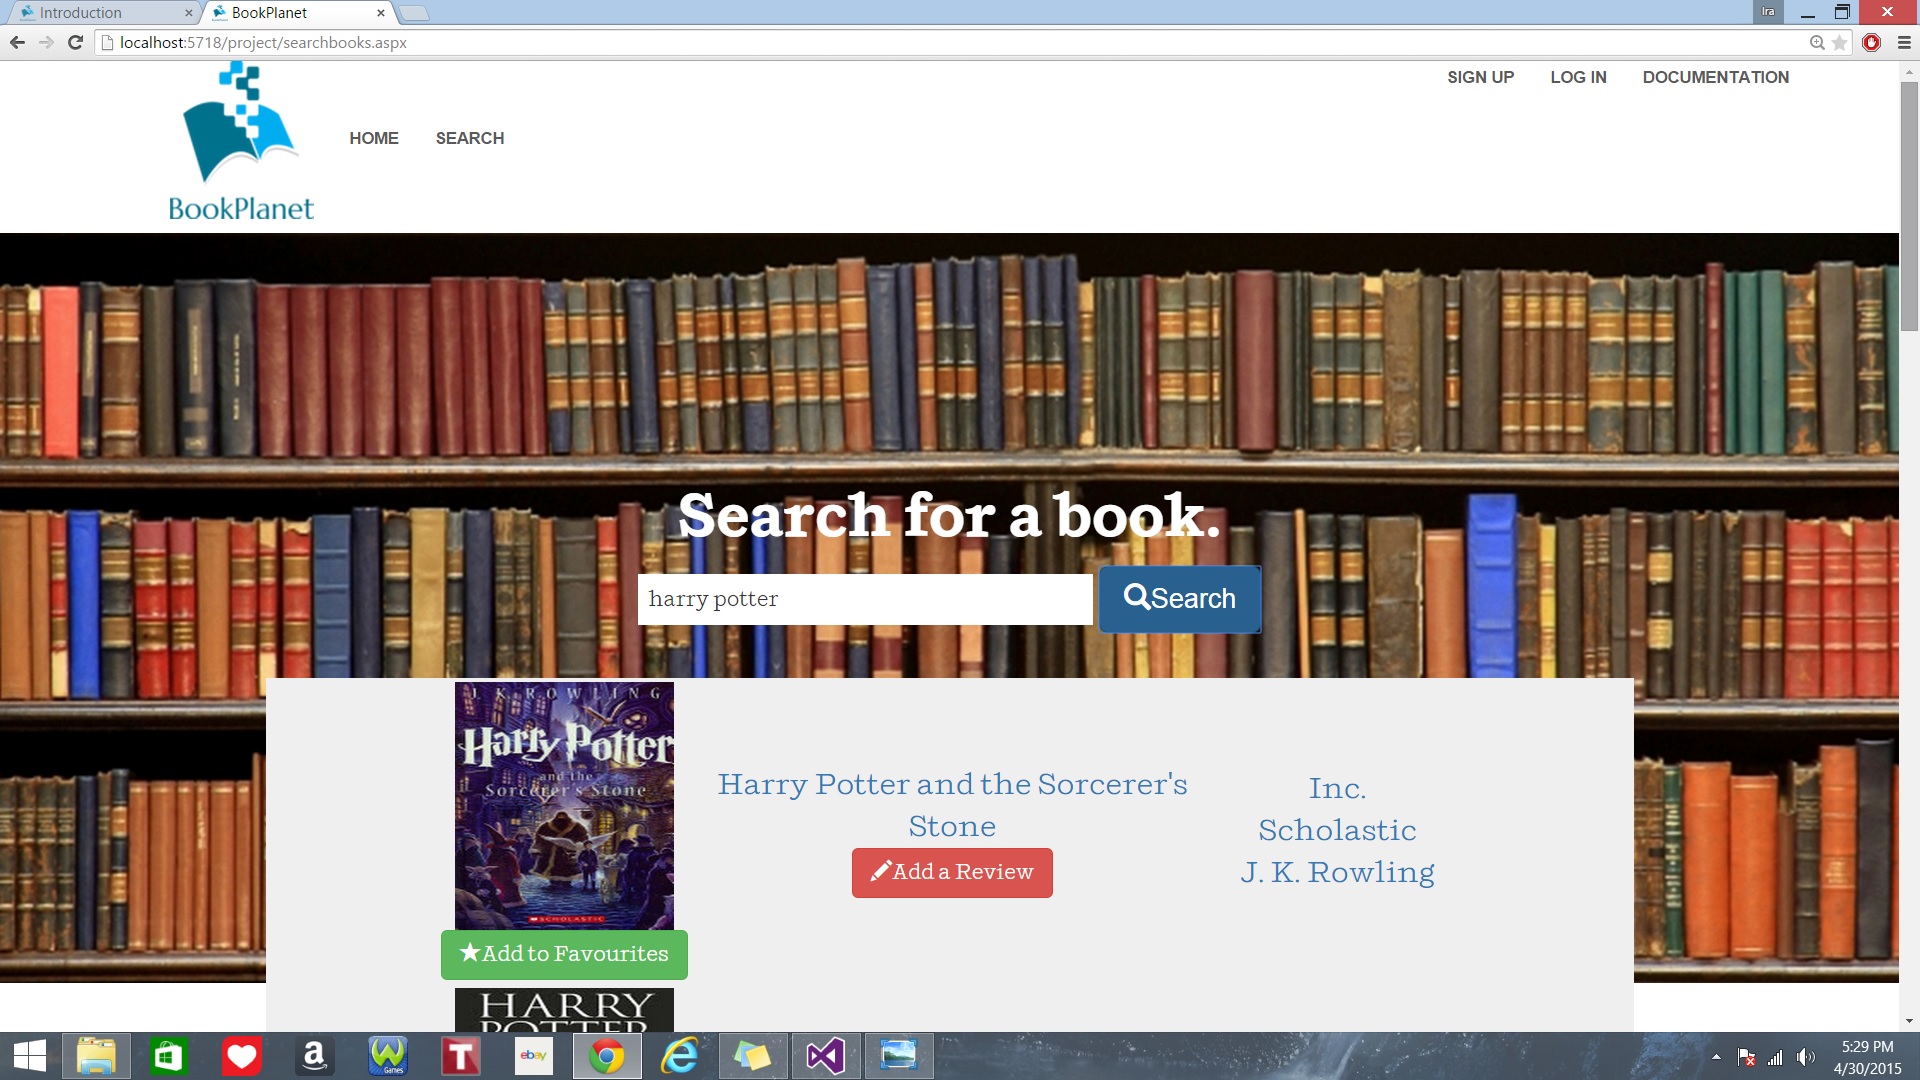 Introduction
BookPlanet
Ira
localhost:5718/project/searchbooks.aspx
SIGN UP LOG IN DOCUMENTATION
HOME SEARCH
BookPlanet
Search for a book.
harry potter
Search
J. K. ROWLING
Harry Potter
and the
Sorcerer's Stone
SCHOLASTIC
Harry Potter and the Sorcerer's
Stone
Add a Review
Inc.
Scholastic
J. K. Rowling
Add to Favourites
HARRY
POTTER
Games
a
T
ebay
5:29 PM
4/30/2015